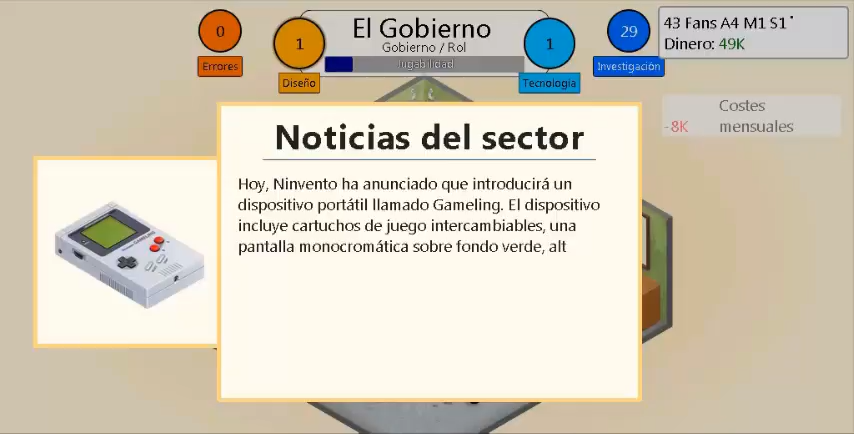 0
Errores
1
Diseño
El Gobierno
Gobierno / Rol
Jugabilidad
1
Tecnología
29
Investigación
43 Fans A4 M1 S1
Dinero: 49K
-8K
Costes
mensuales
Noticias del sector
Hoy, Ninvento ha anunciado que introducirá un
dispositivo portátil llamado Gameling. El dispositivo
incluye cartuchos de juego intercambiables, una
pantalla monocromática sobre fondo verde, alt